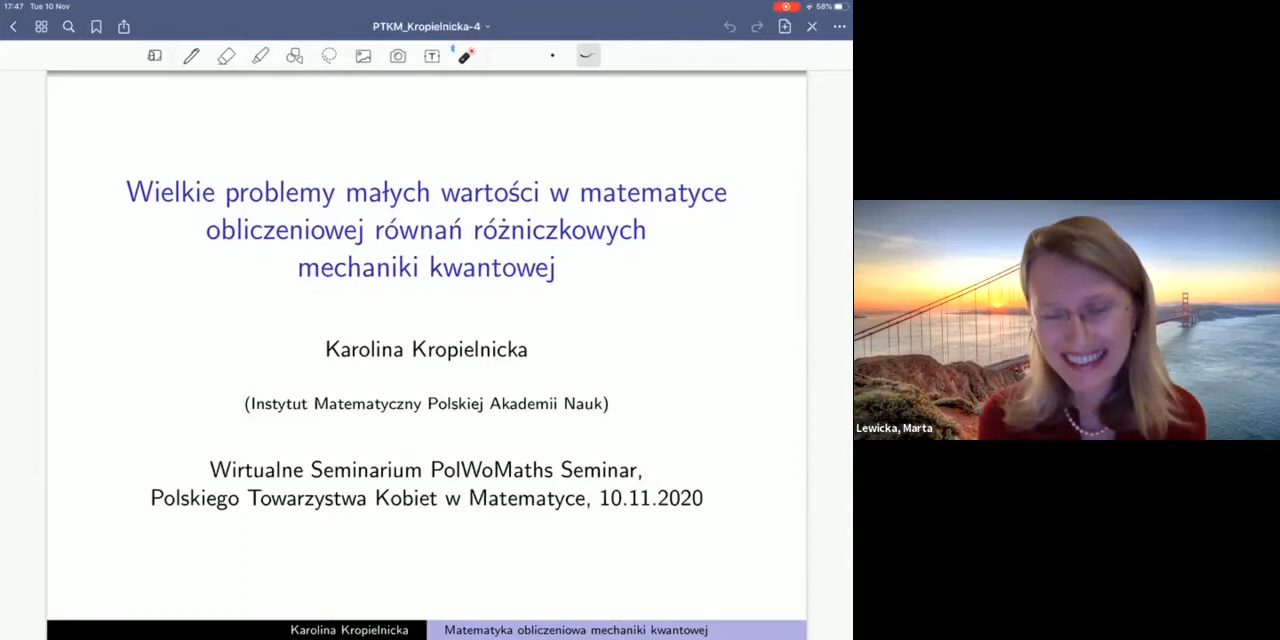 17:47 Tue 10 Nov
58%
PTKM_Kropielnicka-4
T
Wielkie problemy małych wartości w matematyce
obliczeniowej równań różniczkowych
mechaniki kwantowej
Karolina Kropielnicka
(Instytut Matematyczny Polskiej Akademii Nauk)
Wirtualne Seminarium PolWoMaths Seminar,
Polskiego Towarzystwa Kobiet w Matematyce, 10.11.2020
Karolina Kropielnicka
Matematyka obliczeniowa mechaniki kwantowej
Lewicka, Marta